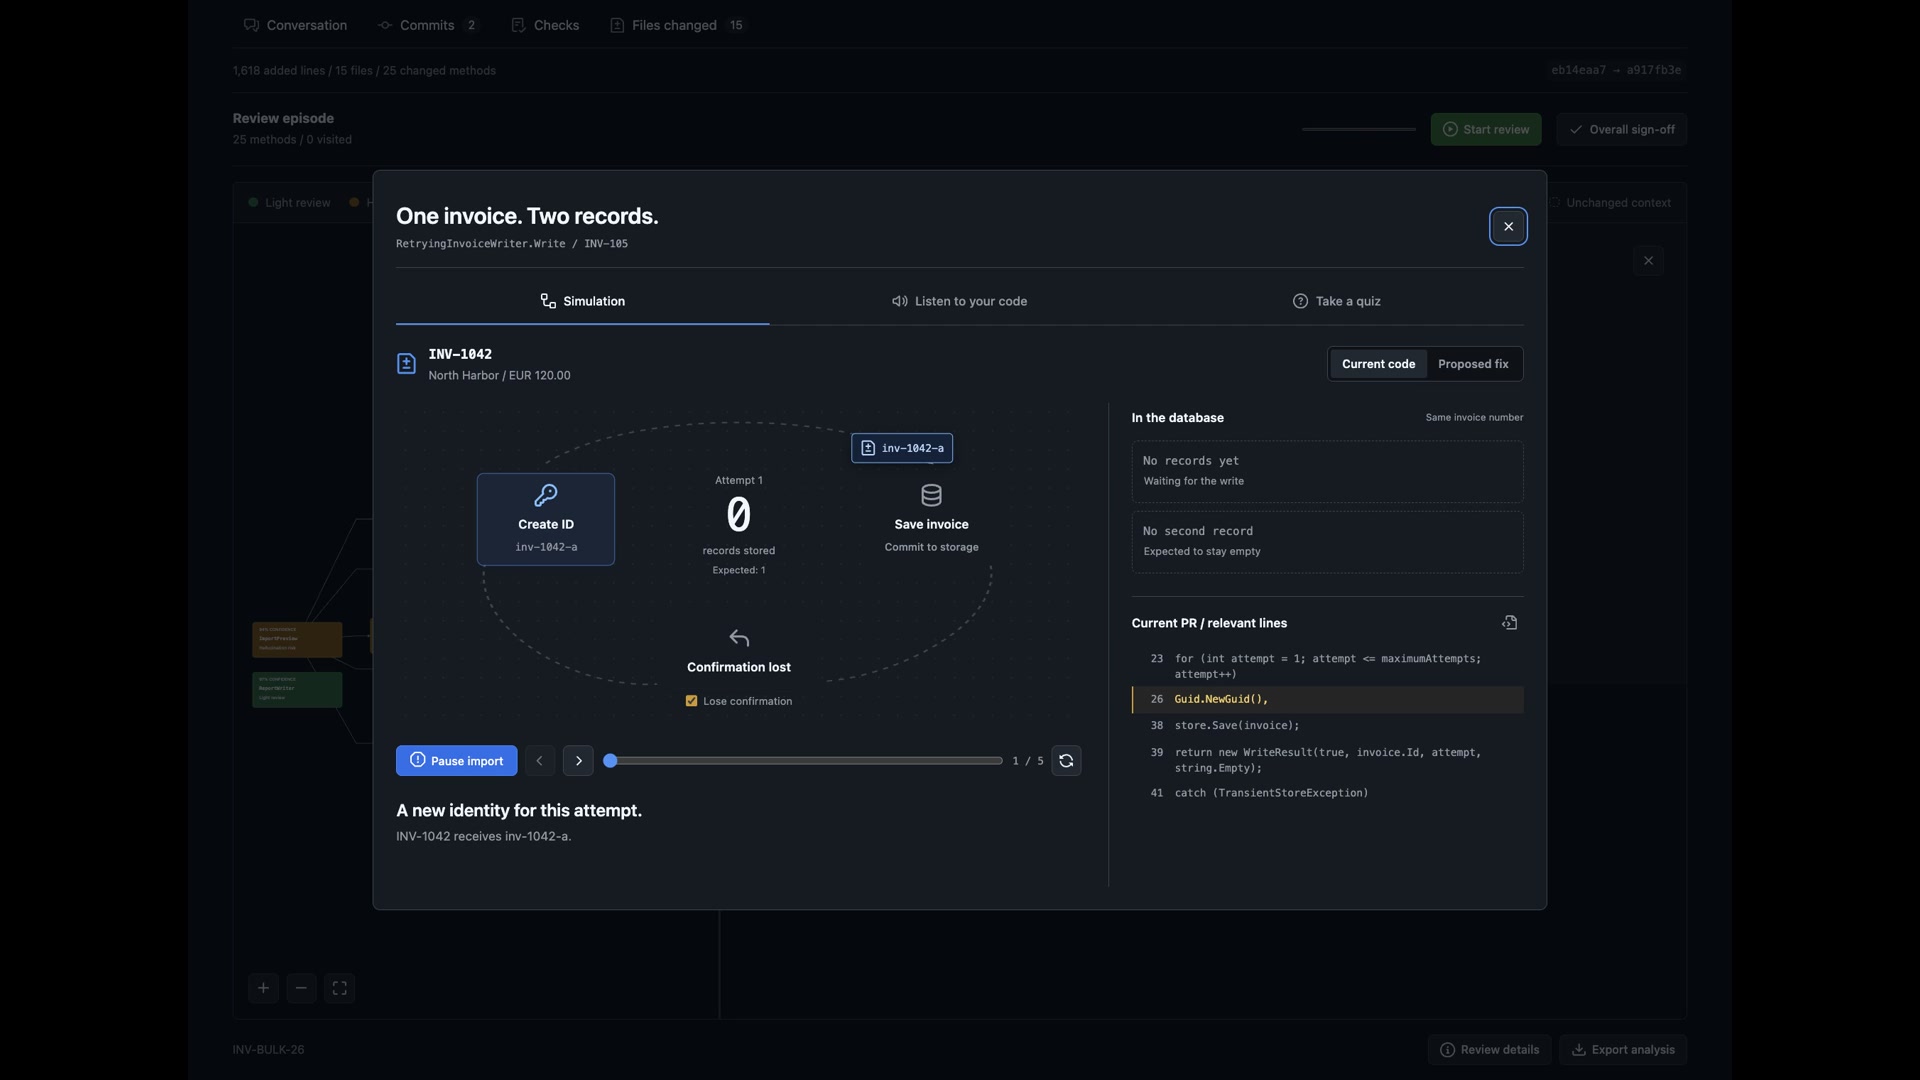 Conversation
Commits 2
Checks
Files changed 15
1,618 added lines / 15 files / 25 changed methods
eb14eaa7 → a917fb3e
Review episode
25 methods / 0 visited
Start review
Overall sign-off
Light review
H
Unchanged context
One invoice. Two records.
RetryingInvoiceWriter.Write / INV-105
Simulation
Listen to your code
Take a quiz
INV-1042
North Harbor / EUR 120.00
Current code
Proposed fix
inv-1042-a
Create ID
inv-1042-a
Attempt 1
0
records stored
Expected: 1
Save invoice
Commit to storage
Confirmation lost
Lose confirmation
In the database
Same invoice number
No records yet
Waiting for the write
No second record
Expected to stay empty
Current PR / relevant lines
23 for (int attempt = 1; attempt <= maximumAttempts;
attempt++)
26 Guid.NewGuid(),
38 store.Save(invoice);
39 return new WriteResult(true, invoice.Id, attempt,
string.Empty);
41 catch (TransientStoreException)
Pause import
1 / 5
A new identity for this attempt.
INV-1042 receives inv-1042-a.
ImportPreview
ReportWriter
Light review
INV-BULK-26
Review details
Export analysis